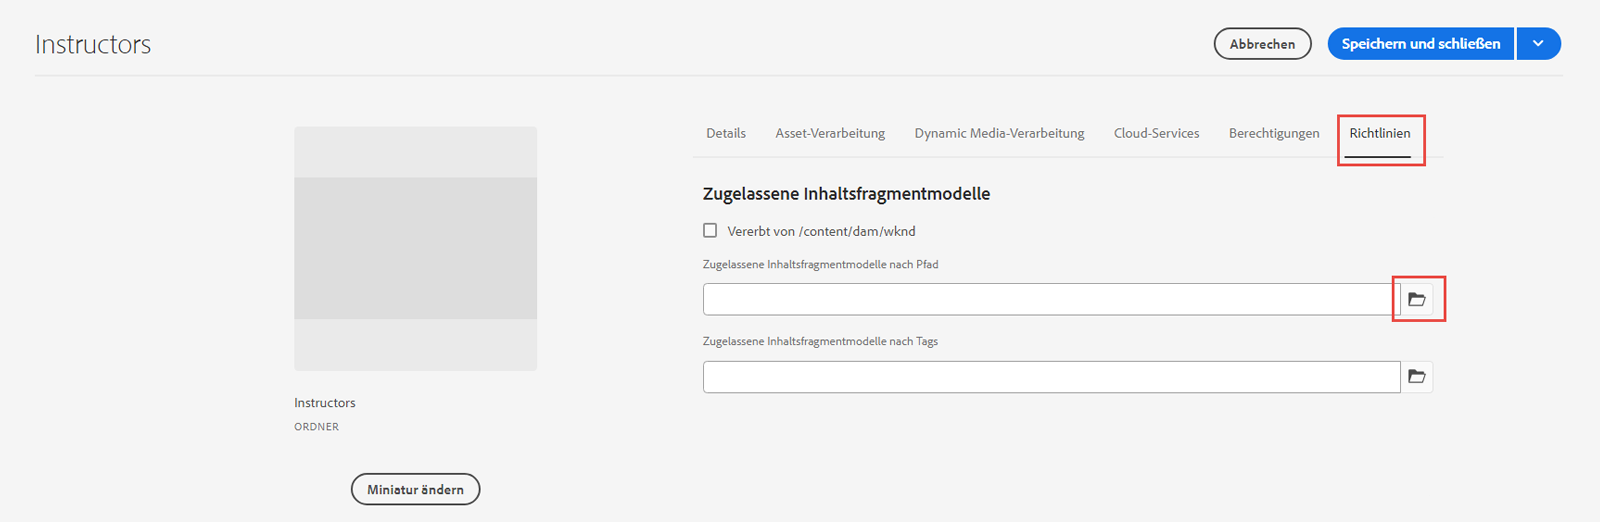 Instructors
Abbrechen
Speichern und schließen
Details
Asset-Verarbeitung
Dynamic Media-Verarbeitung
Cloud-Services
Berechtigungen
Richtlinien
Zugelassene Inhaltsfragmentmodelle
Vererbt von /content/dam/wknd
Zugelassene Inhaltsfragmentmodelle nach Pfad
Zugelassene Inhaltsfragmentmodelle nach Tags
Instructors
ORDNER
Miniatur ändern